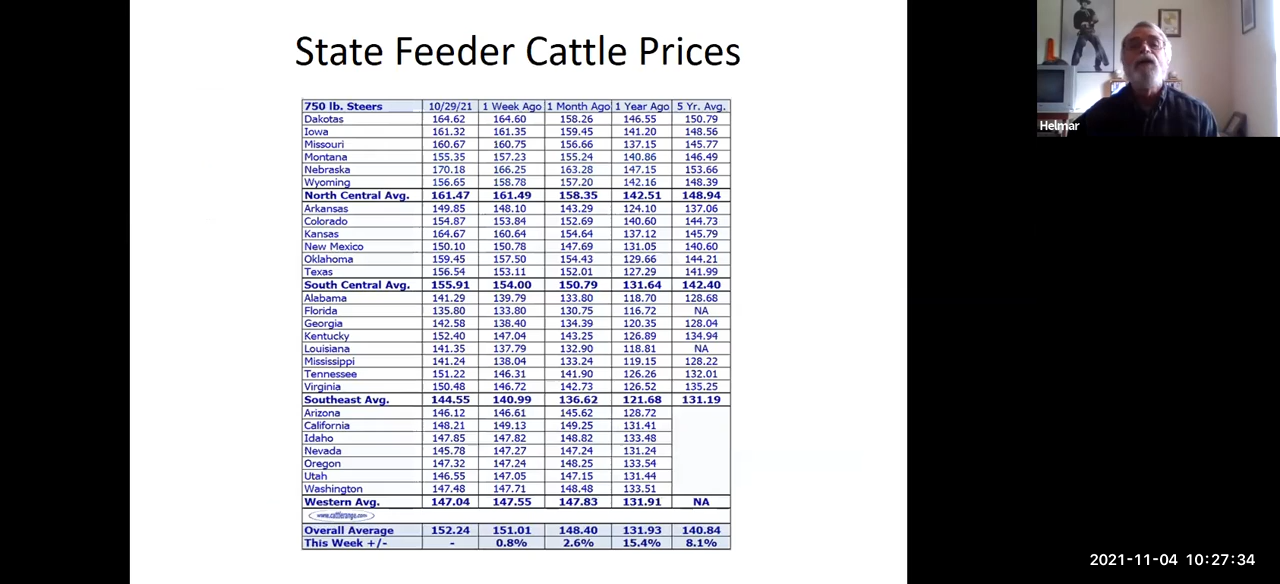 State Feeder Cattle Prices
750 lb. Steers 10/29/21 1 Week Ago 1 Month Ago 1 Year Ago 5 Yr. Avg.
Dakotas 164.62 164.60 158.26 146.55 150.79
Iowa 161.32 161.35 159.45 141.20 148.56
Missouri 160.67 160.75 156.66 137.15 145.77
Montana 155.35 157.23 155.24 140.86 146.49
Nebraska 170.18 166.25 163.28 147.15 153.66
Wyoming 156.65 158.78 157.20 142.16 148.39
North Central Avg. 161.47 161.49 158.35 142.51 148.94
Arkansas 149.85 148.10 143.29 124.10 137.06
Colorado 154.87 153.84 152.69 140.60 144.73
Kansas 164.67 160.64 154.64 137.12 145.79
New Mexico 150.10 150.78 147.69 131.05 140.60
Oklahoma 159.45 157.50 154.43 129.66 144.21
Texas 156.54 153.11 152.01 127.29 141.99
South Central Avg. 155.91 154.00 150.79 131.64 142.40
Alabama 141.29 139.79 133.80 118.70 128.68
Florida 135.80 133.80 130.75 116.72 NA
Georgia 142.58 138.40 134.39 120.35 128.04
Kentucky 152.40 147.04 143.25 126.89 134.94
Louisiana 141.35 137.79 132.90 118.81 NA
Mississippi 141.24 138.04 133.24 119.15 128.22
Tennessee 151.22 146.31 141.90 126.26 132.01
Virginia 150.48 146.72 142.73 126.52 135.25
Southeast Avg. 144.55 140.99 136.62 121.68 131.19
Arizona 146.12 146.61 145.62 128.72
California 148.21 149.13 149.25 131.41
Idaho 147.85 147.82 148.82 133.48
Nevada 145.78 147.27 147.24 131.24
Oregon 147.32 147.24 148.25 133.54
Utah 146.55 147.05 147.15 131.44
Washington 147.48 147.71 148.48 133.51
Western Avg. 147.04 147.55 147.83 131.91 NA
www.cattlerange.com
Overall Average 152.24 151.01 148.40 131.93 140.84
This Week +/- - 0.8% 2.6% 15.4% 8.1%
Helmar
2021-11-04 10:27:34